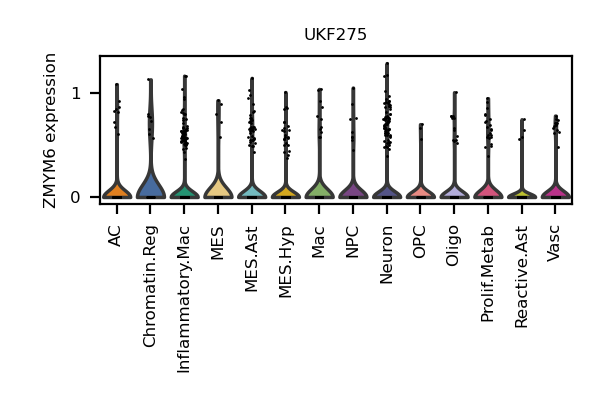 UKF275
ZMYM6 expression
1
0
AC
Chromatin.Reg
Inflammatory.Mac
MES
MES.Ast
MES.Hyp
Mac
NPC
Neuron
OPC
Oligo
Prolif.Metab
Reactive.Ast
Vasc